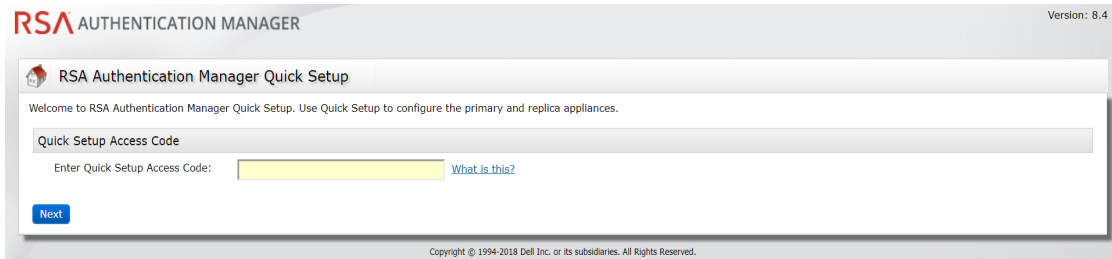 RSA AUTHENTICATION MANAGER
Version: 8.4
RSA Authentication Manager Quick Setup
Welcome to RSA Authentication Manager Quick Setup. Use Quick Setup to configure the primary and replica appliances.
Quick Setup Access Code
Enter Quick Setup Access Code: What is this?
Next
Copyright © 1994-2018 Dell Inc. or its subsidiaries. All Rights Reserved.